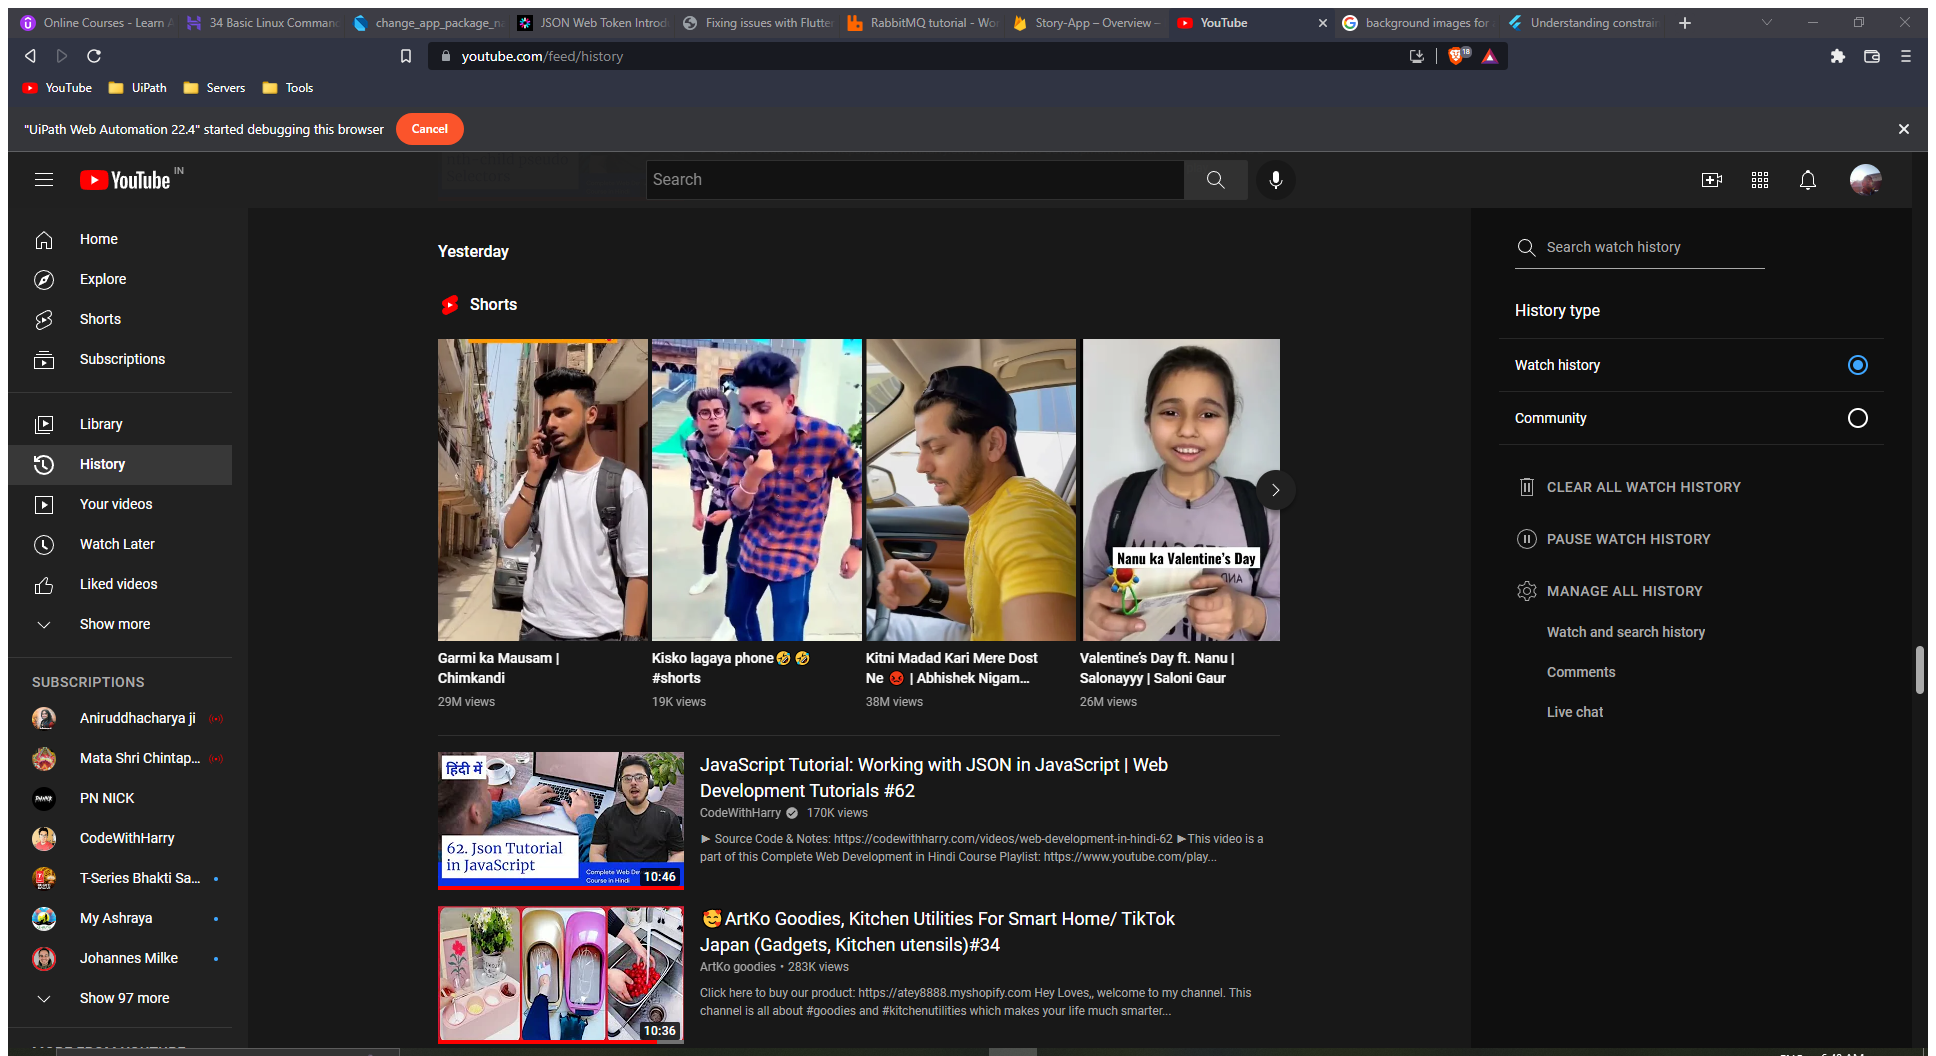 Online Courses - Learn A
34 Basic Linux Comman
change_app_package_n
JSON Web Token Introd
Fixing issues with Flutter
RabbitMQ tutorial - Wor
Story-App – Overview –
YouTube
background images for
Understanding constrain
youtube.com/feed/history
18
YouTube
UiPath
Servers
Tools
"UiPath Web Automation 22.4" started debugging this browser
Cancel
YouTube IN
Search
Home
Explore
Shorts
Subscriptions
Library
History
Your videos
Watch Later
Liked videos
Show more
SUBSCRIPTIONS
Aniruddhacharya ji
Mata Shri Chintap...
PN NICK
CodeWithHarry
T-Series Bhakti Sa...
My Ashraya
Johannes Milke
Show 97 more
Yesterday
Shorts
Nanu ka Valentine's Day
Garmi ka Mausam |
Chimkandi
29M views
Kisko lagaya phone🤣🤣
#shorts
19K views
Kitni Madad Kari Mere Dost
Ne 😡 | Abhishek Nigam...
38M views
Valentine's Day ft. Nanu |
Salonayyy | Saloni Gaur
26M views
हिंदी में
62. Json Tutorial
in JavaScript
Complete Web De
Course in Hindi
10:46
JavaScript Tutorial: Working with JSON in JavaScript | Web
Development Tutorials #62
CodeWithHarry 170K views
►Source Code & Notes: https://codewithharry.com/videos/web-development-in-hindi-62 ►This video is a
part of this Complete Web Development in Hindi Course Playlist: https://www.youtube.com/play...
10:36
🥰ArtKo Goodies, Kitchen Utilities For Smart Home/ TikTok
Japan (Gadgets, Kitchen utensils)#34
ArtKo goodies • 283K views
Click here to buy our product: https://atey8888.myshopify.com Hey Loves,, welcome to my channel. This
channel is all about #goodies and #kitchenutilities which makes your life much smarter...
Search watch history
History type
Watch history
Community
CLEAR ALL WATCH HISTORY
PAUSE WATCH HISTORY
MANAGE ALL HISTORY
Watch and search history
Comments
Live chat